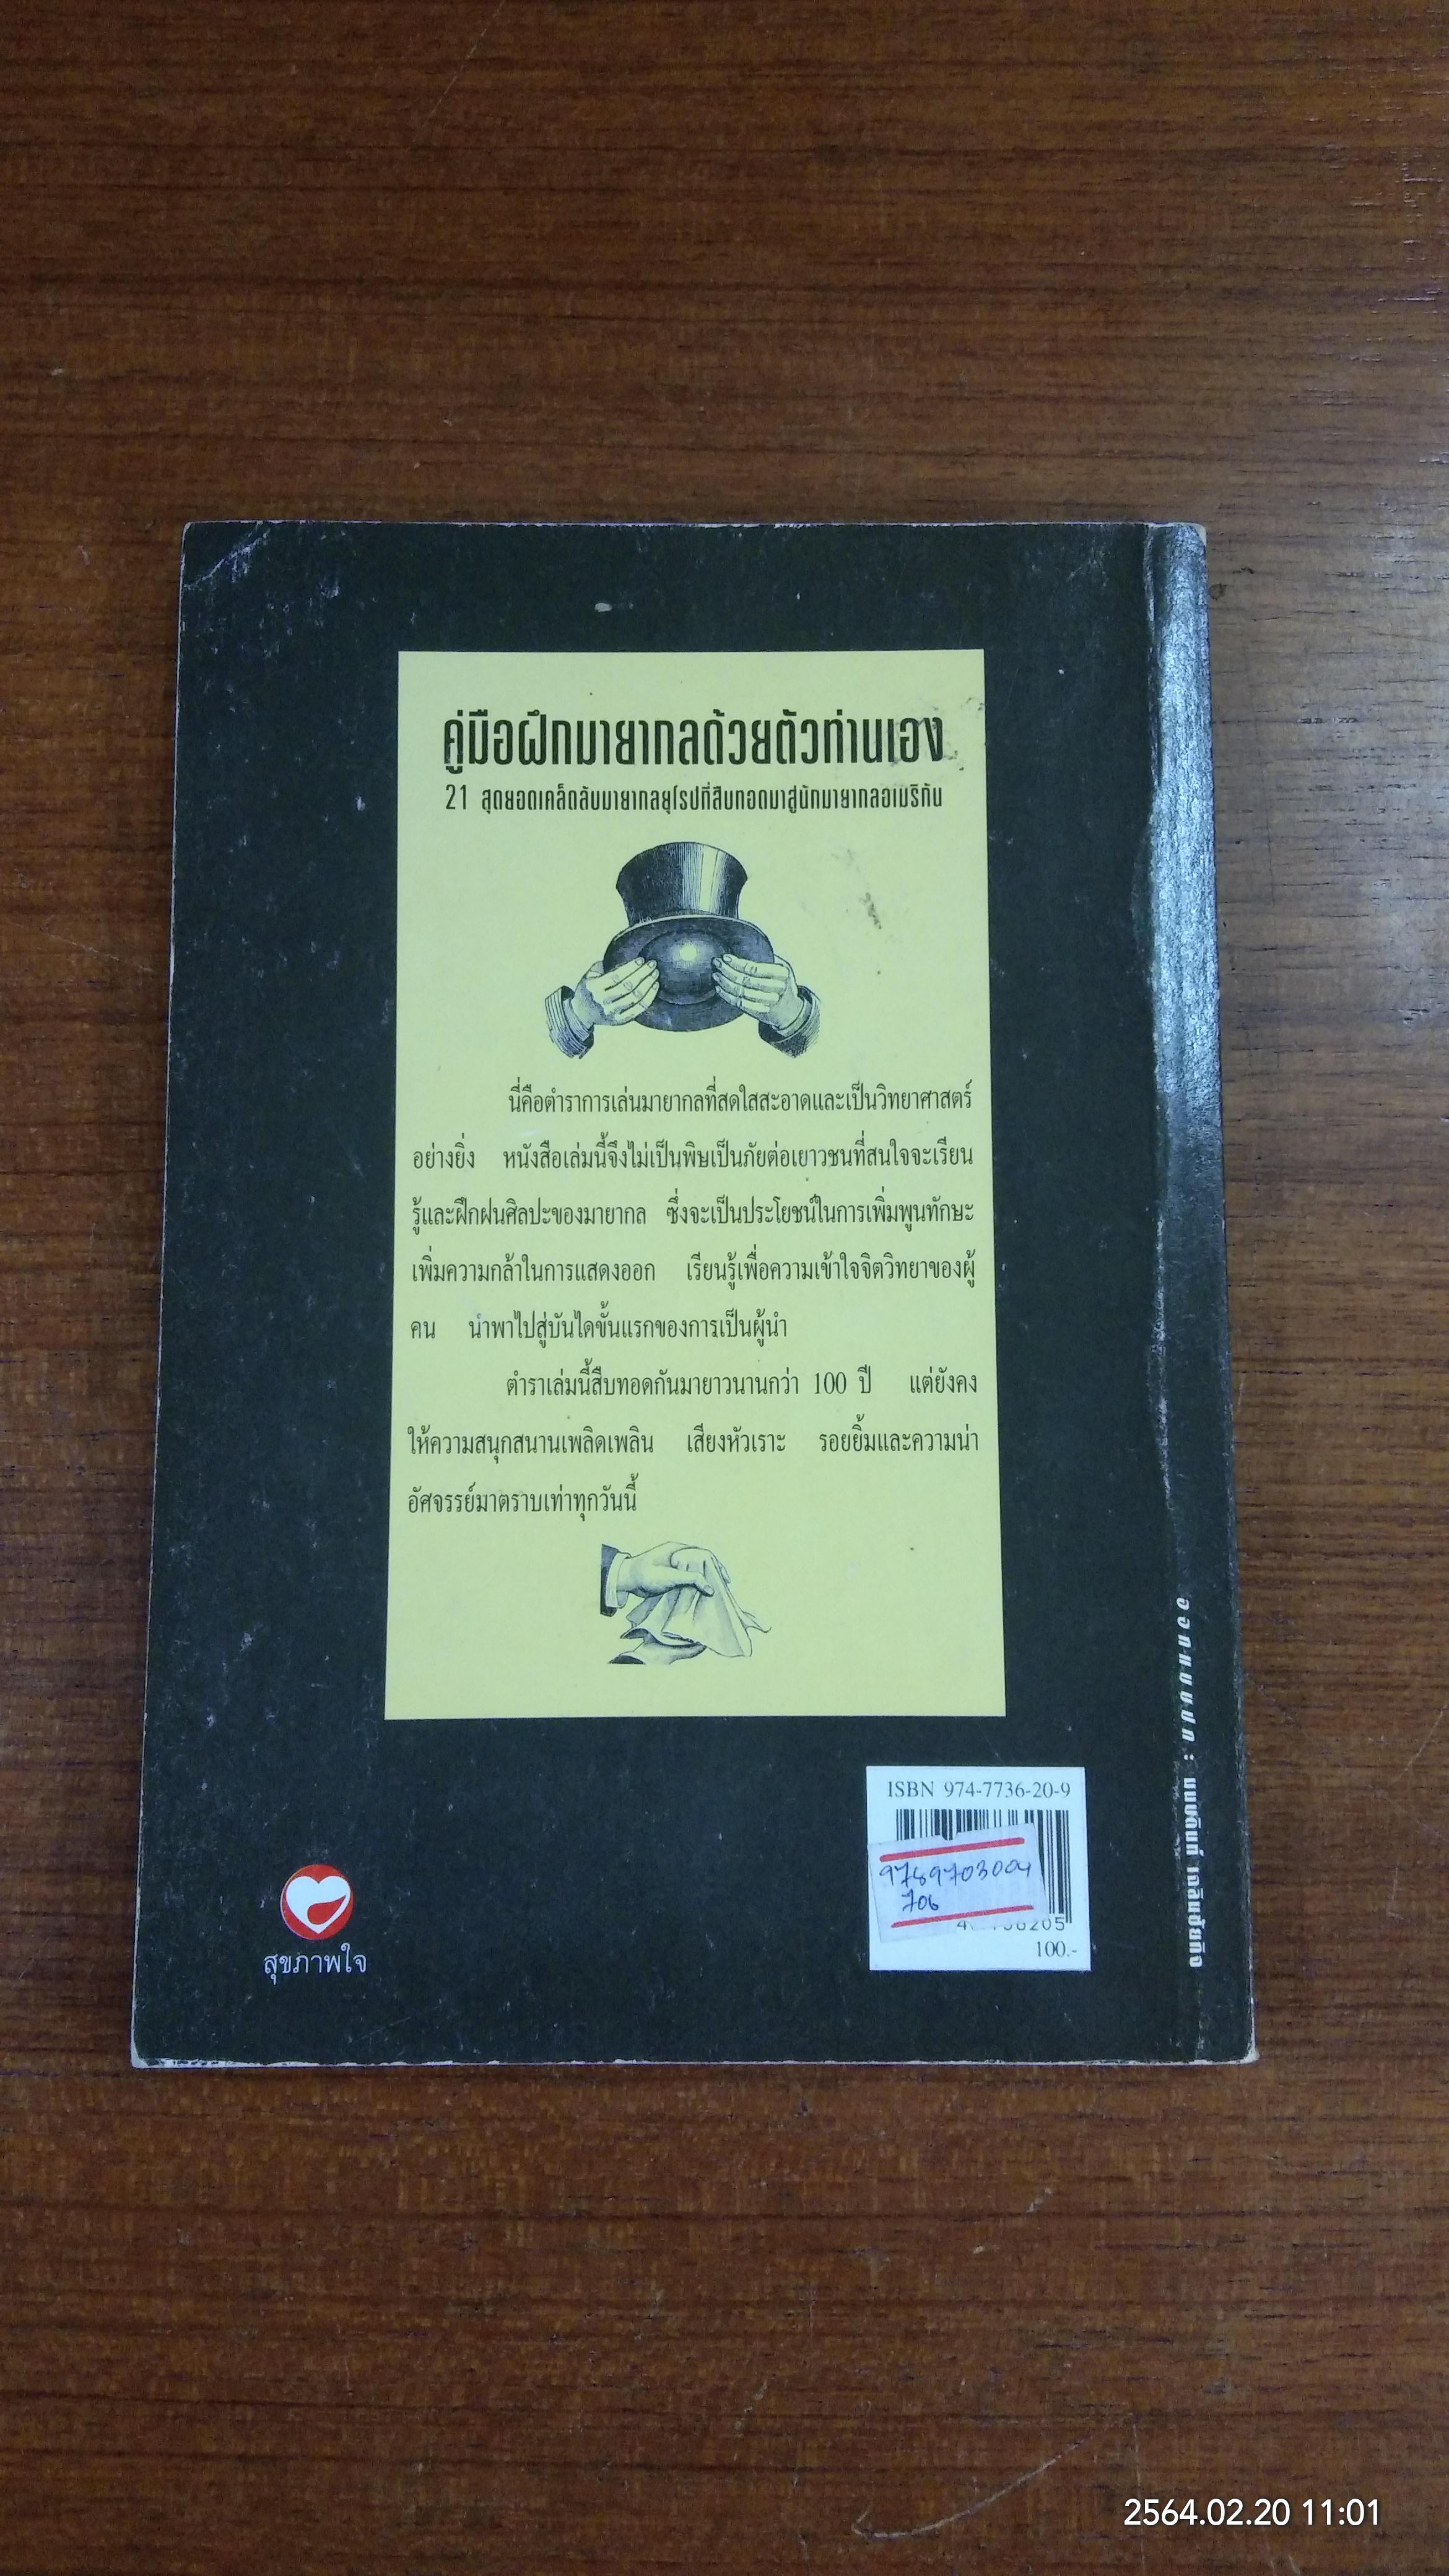 คู่มือฝึกมายากลด้วยตัวท่านเอง
21 สุดยอดเคล็ดลับมายากลยุโรปที่สืบทอดมาสู่นักมายากลอเมริกัน
นี่คือตำราการเล่นมายากลที่สดใสสะอาดและเป็นวิทยาศาสตร์
อย่างยิ่ง หนังสือเล่มนี้จึงไม่เป็นพิษเป็นภัยต่อเยาวชนที่สนใจจะเรียน
รู้และฝึกฝนศิลปะของมายากล ซึ่งจะเป็นประโยชน์ในการเพิ่มพูนทักษะ
เพิ่มความกล้าในการแสดงออก เรียนรู้เพื่อความเข้าใจจิตวิทยาของผู้
คน นำพาไปสู่บันไดขั้นแรกของการเป็นผู้นำ
ตำราเล่มนี้สืบทอดกันมายาวนานกว่า 100 ปี แต่ยังคง
ให้ความสนุกสนานเพลิดเพลิน เสียงหัวเราะ รอยยิ้มและความน่า
อัศจรรย์มาตราบเท่าทุกวันนี้
ออกแบบปก :
ISBN 974-7736-20-9
9789703004
706
100.-
สุขภาพใจ
2564.02.20 11:01